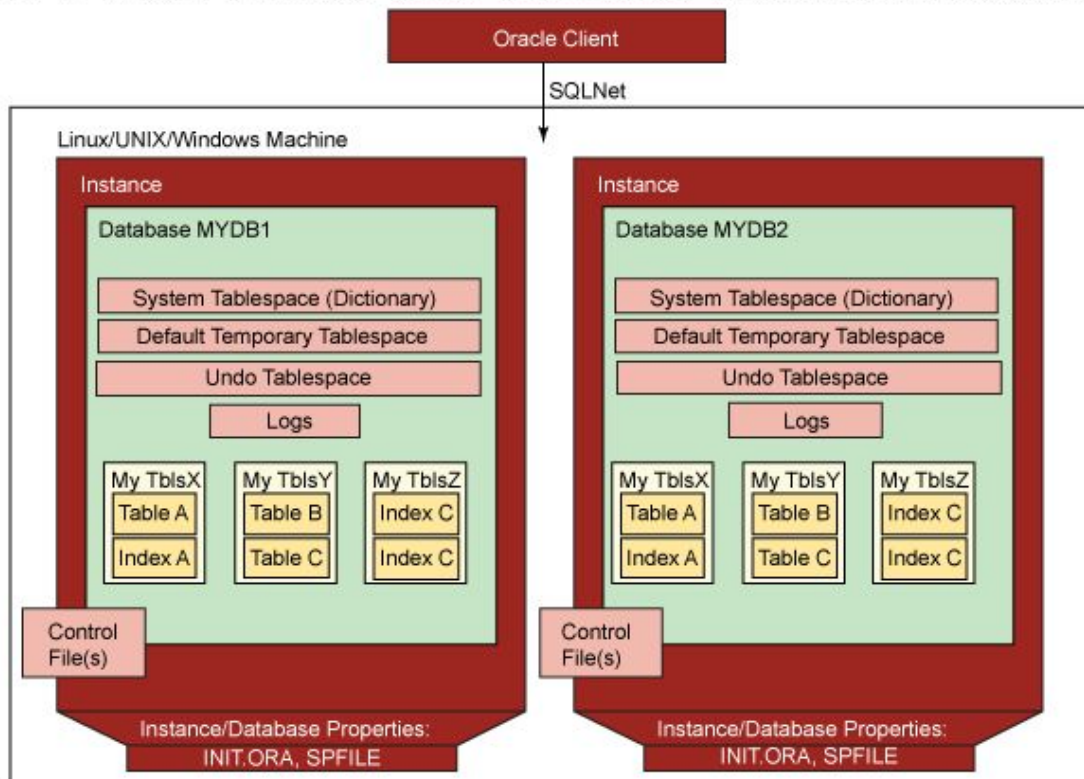 Oracle Client
SQLNet
Linux/UNIX/Windows Machine
Instance
Database MYDB1
System Tablespace (Dictionary)
Default Temporary Tablespace
Undo Tablespace
Logs
My TblsX
Table A
Index A
My TblsY
Table B
Table C
My TblsZ
Index C
Index C
Control
File(s)
Instance/Database Properties:
INIT.ORA, SPFILE
Instance
Database MYDB2
System Tablespace (Dictionary)
Default Temporary Tablespace
Undo Tablespace
Logs
My TblsX
Table A
Index A
My TblsY
Table B
Table C
My TblsZ
Index C
Index C
Control
File(s)
Instance/Database Properties:
INIT.ORA, SPFILE